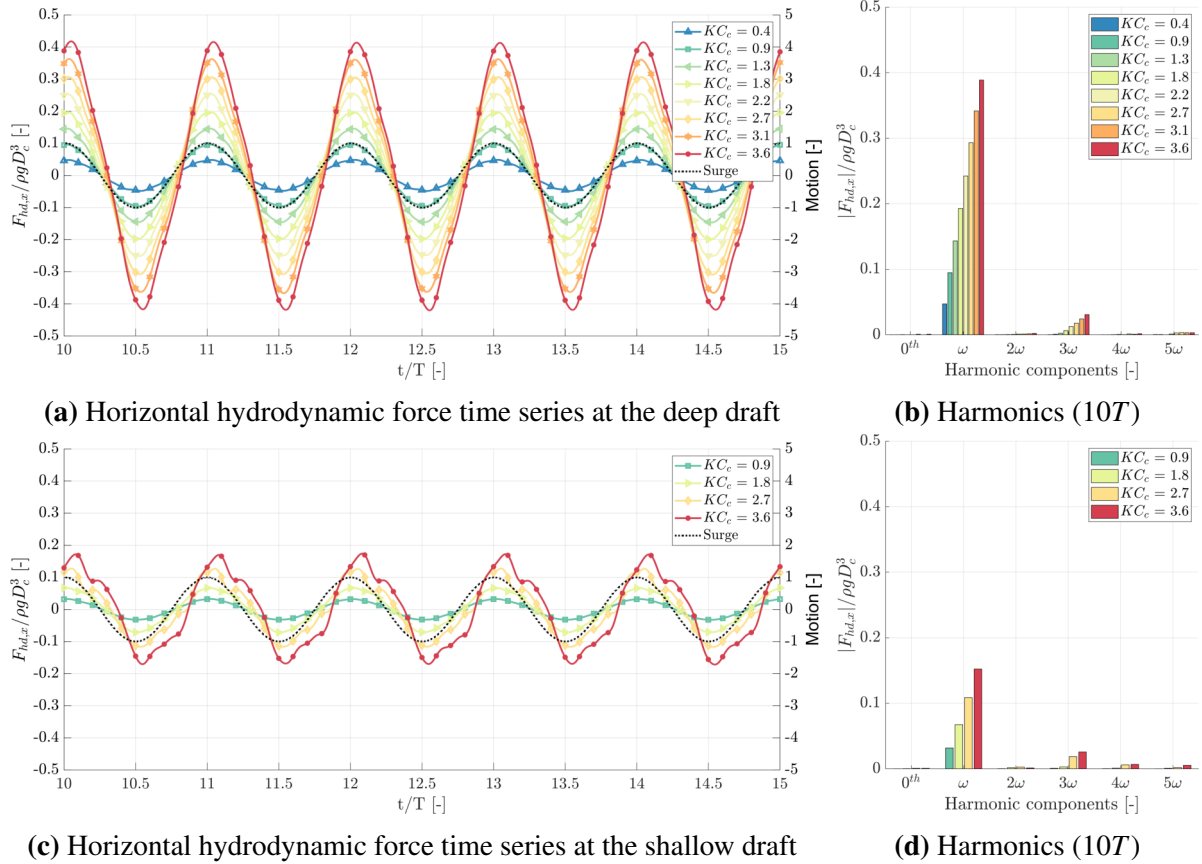 0.5
0.4
0.3
0.2
0.1
0
-0.1
-0.2
-0.3
-0.4
-0.5
F_{hd,x}/ρgD_c^3 [-]
10 10.5 11 11.5 12 12.5 13 13.5 14 14.5 15
t/T [-]
5
4
3
2
1
0
-1
-2
-3
-4
-5
Motion [-]
KC_c = 0.4
KC_c = 0.9
KC_c = 1.3
KC_c = 1.8
KC_c = 2.2
KC_c = 2.7
KC_c = 3.1
KC_c = 3.6
Surge
(a) Horizontal hydrodynamic force time series at the deep draft
0.5
0.4
0.3
0.2
0.1
0
|F_{hd,x}|/ρgD_c^3 [-]
0^{th} ω 2ω 3ω 4ω 5ω
Harmonic components [-]
KC_c = 0.4
KC_c = 0.9
KC_c = 1.3
KC_c = 1.8
KC_c = 2.2
KC_c = 2.7
KC_c = 3.1
KC_c = 3.6
(b) Harmonics (10T)
0.5
0.4
0.3
0.2
0.1
0
-0.1
-0.2
-0.3
-0.4
-0.5
F_{hd,x}/ρgD_c^3 [-]
10 10.5 11 11.5 12 12.5 13 13.5 14 14.5 15
t/T [-]
5
4
3
2
1
0
-1
-2
-3
-4
-5
Motion [-]
KC_c = 0.9
KC_c = 1.8
KC_c = 2.7
KC_c = 3.6
Surge
(c) Horizontal hydrodynamic force time series at the shallow draft
0.5
0.4
0.3
0.2
0.1
0
|F_{hd,x}|/ρgD_c^3 [-]
0^{th} ω 2ω 3ω 4ω 5ω
Harmonic components [-]
KC_c = 0.9
KC_c = 1.8
KC_c = 2.7
KC_c = 3.6
(d) Harmonics (10T)